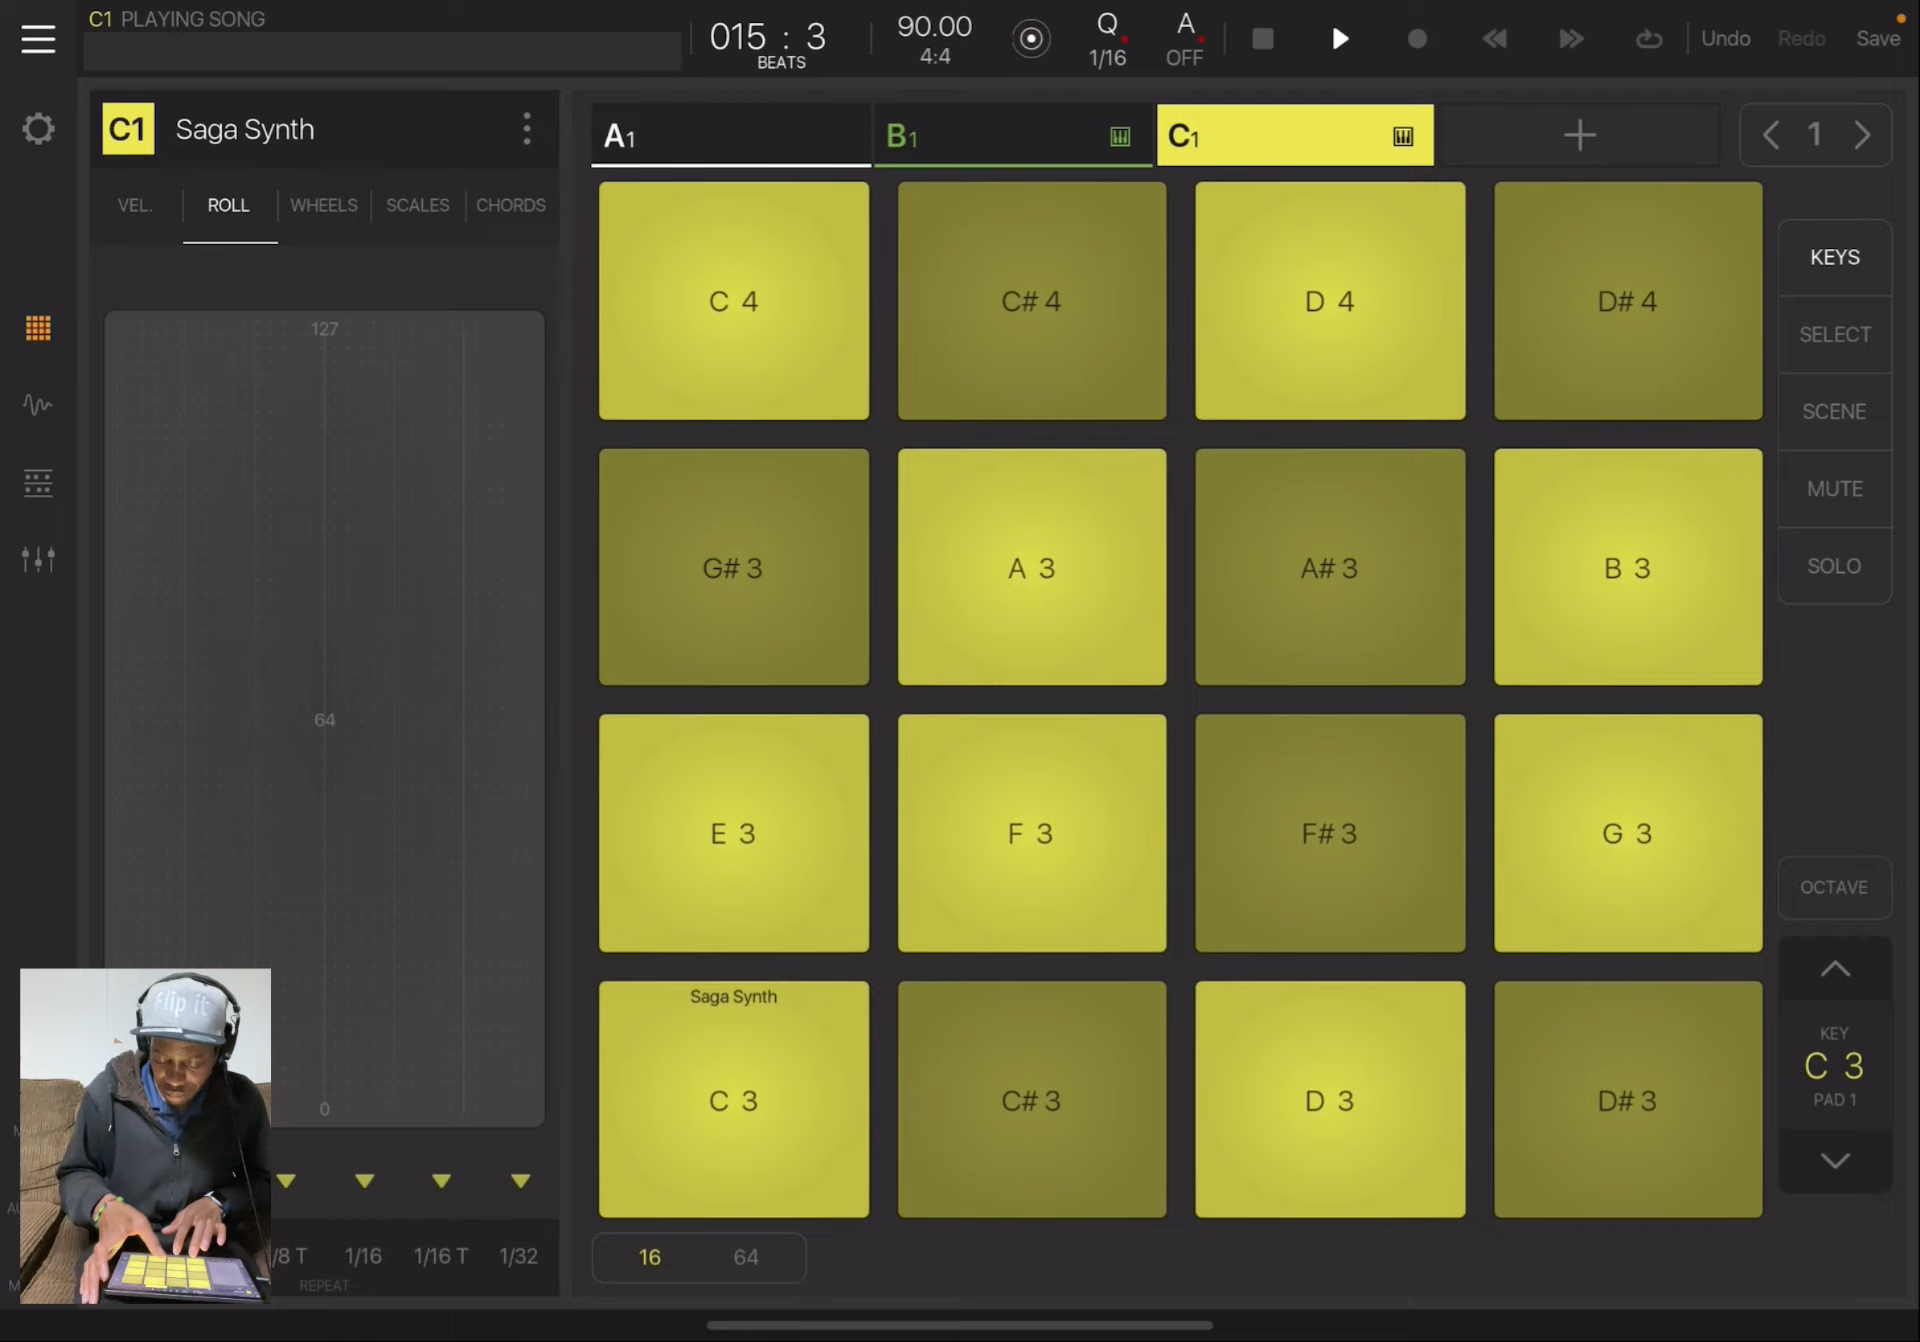 C1 PLAYING SONG
015 : 3
BEATS
90.00
4:4
Q
1/16
A
OFF
Undo
Redo
Save
C1 Saga Synth
VEL.
ROLL
WHEELS
SCALES
CHORDS
127
64
0
/8 T
1/16
1/16 T
1/32
REPEAT
A1
B1
C1
+
1
C 4
C# 4
D 4
D# 4
G# 3
A 3
A# 3
B 3
E 3
F 3
F# 3
G 3
Saga Synth
C 3
C# 3
D 3
D# 3
16
64
KEYS
SELECT
SCENE
MUTE
SOLO
OCTAVE
KEY
C 3
PAD 1
Flip it